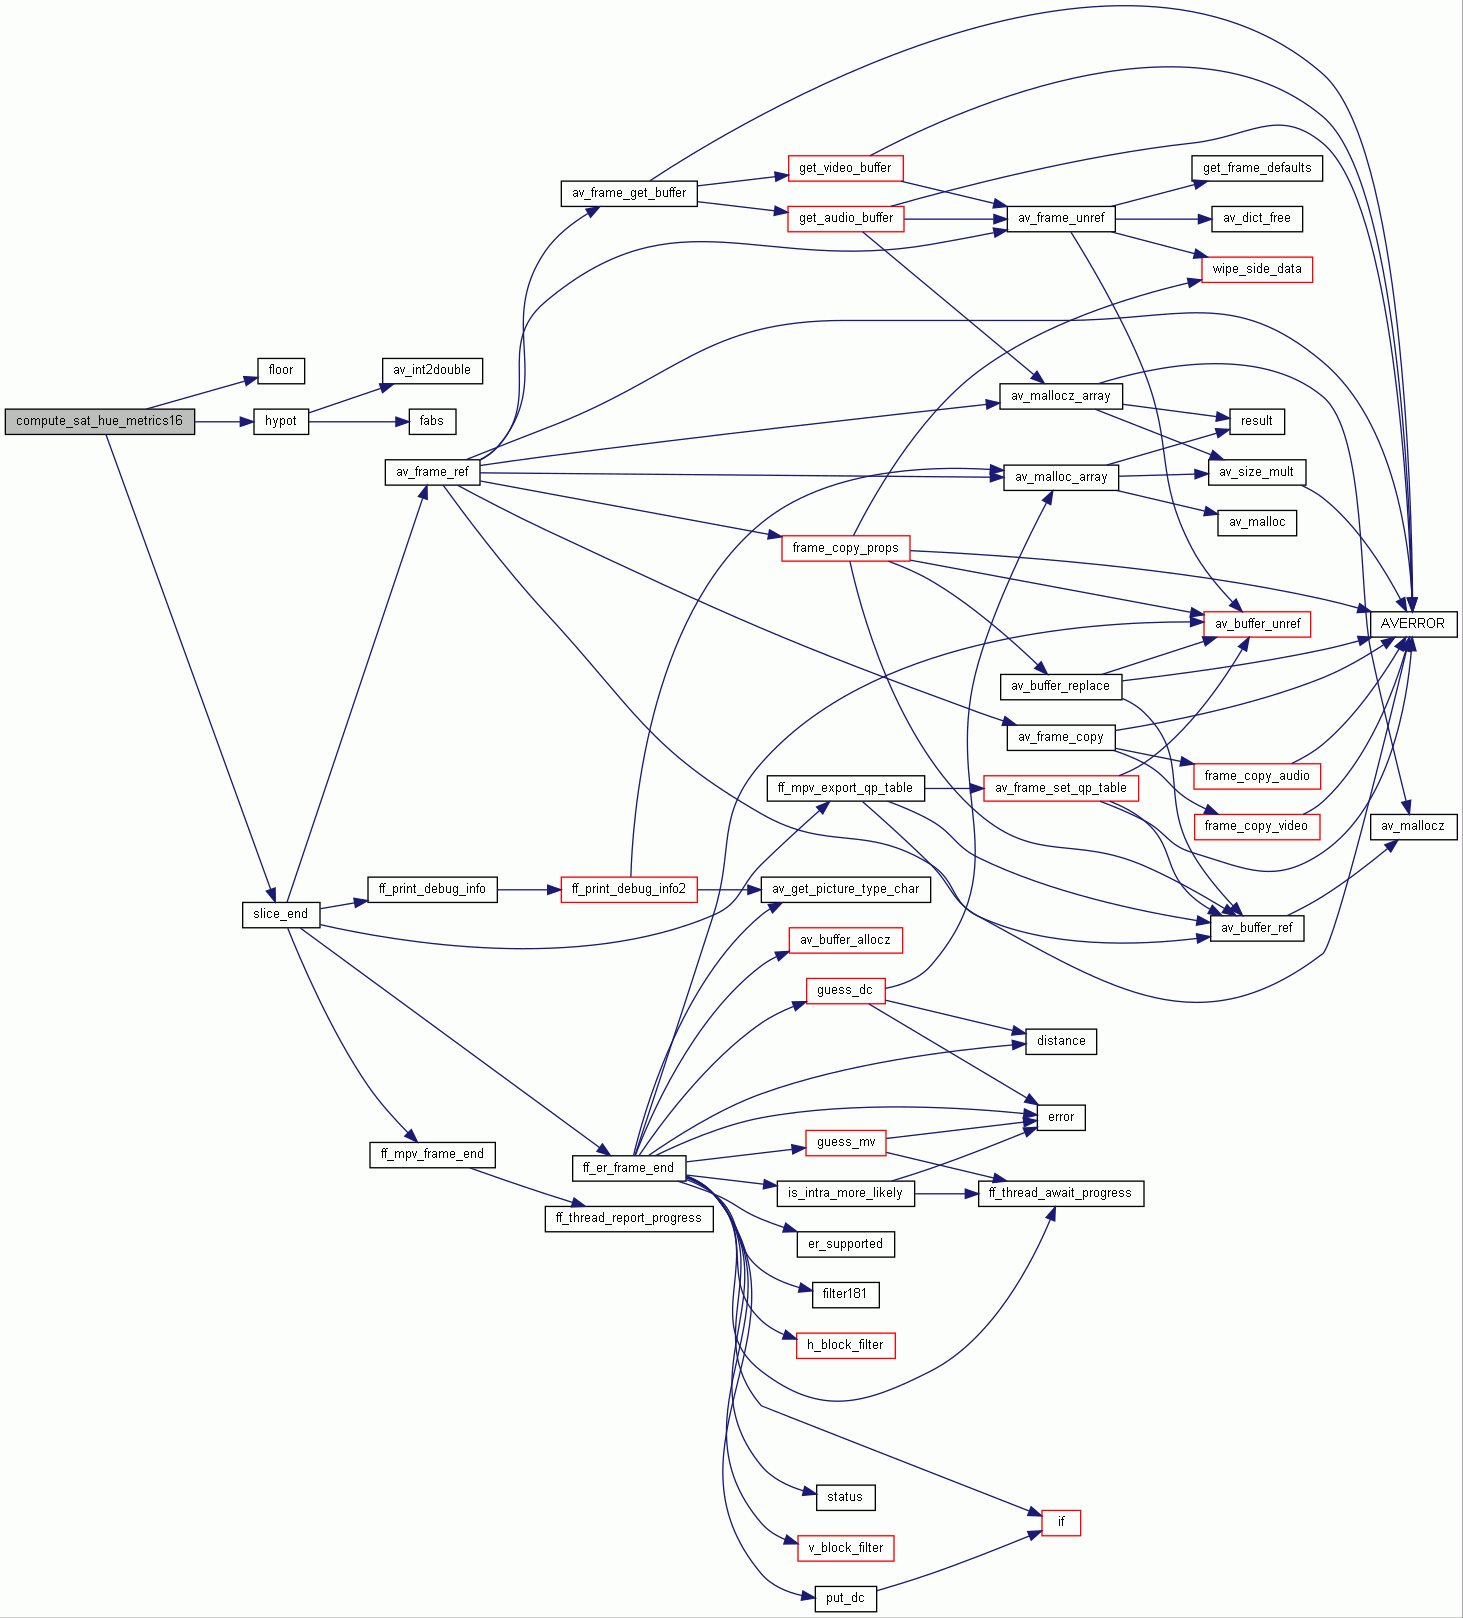 get_video_buffer
get_frame_defaults
av_frame_get_buffer
get_audio_buffer
av_frame_unref
av_dict_free
wipe_side_data
floor
av_int2double
av_mallocz_array
compute_sat_hue_metrics16
hypot
fabs
result
av_frame_ref
av_malloc_array
av_size_mult
av_malloc
frame_copy_props
av_buffer_unref
AVERROR
av_buffer_replace
av_frame_copy
frame_copy_audio
ff_mpv_export_qp_table
av_frame_set_qp_table
frame_copy_video
av_mallocz
ff_print_debug_info
ff_print_debug_info2
av_get_picture_type_char
slice_end
av_buffer_ref
av_buffer_allocz
guess_dc
distance
error
ff_mpv_frame_end
guess_mv
ff_er_frame_end
is_intra_more_likely
ff_thread_await_progress
ff_thread_report_progress
er_supported
filter181
h_block_filter
status
if
v_block_filter
put_dc